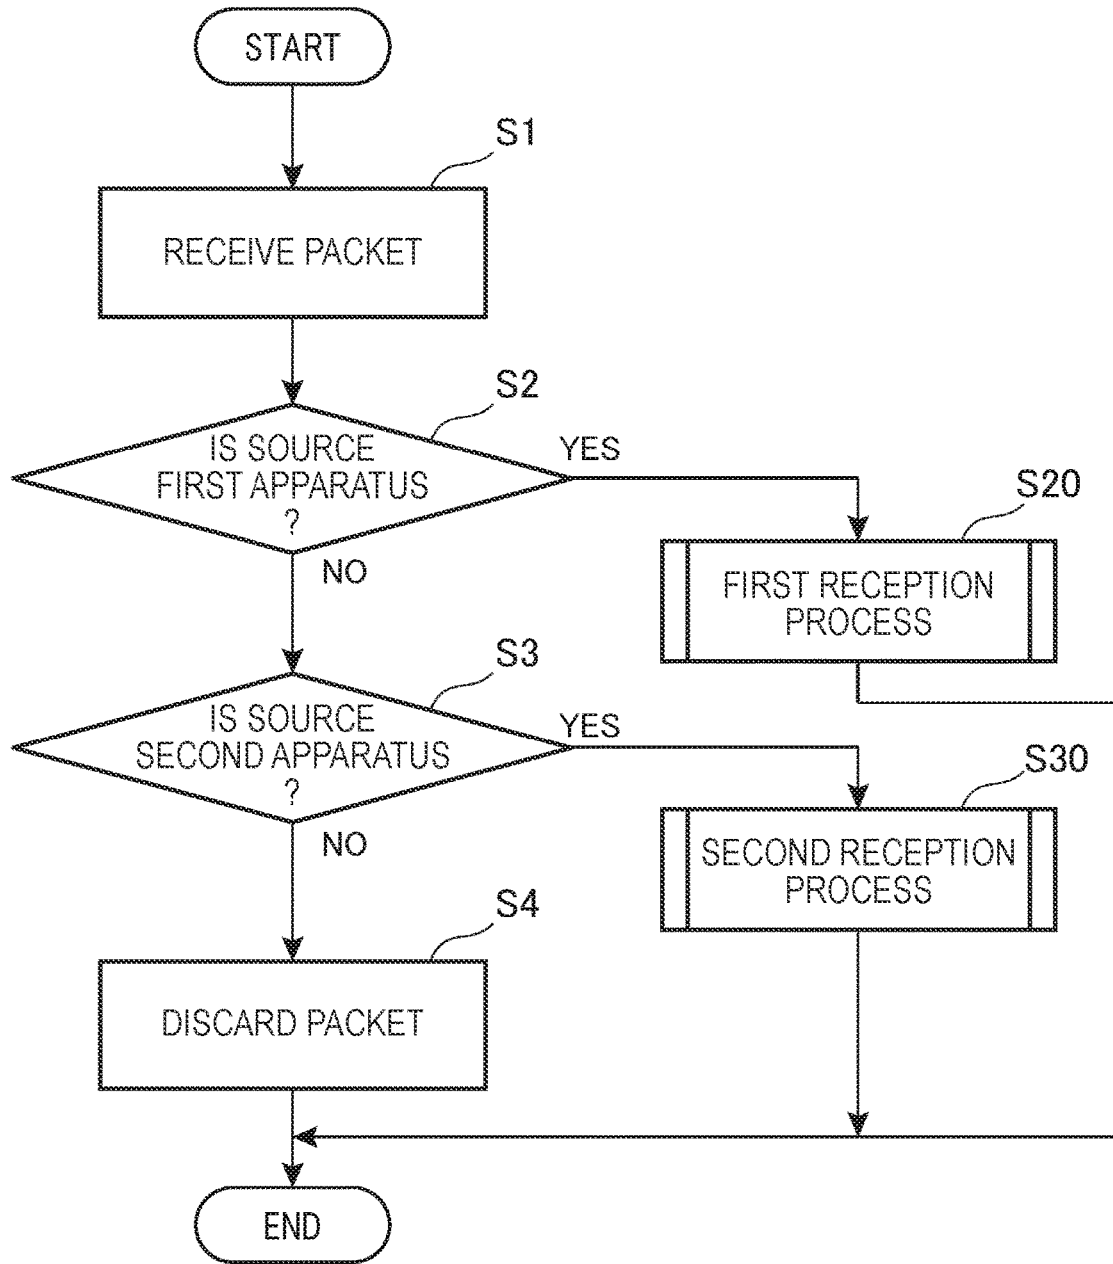 START
S1
RECEIVE PACKET
S2
IS SOURCE
FIRST APPARATUS
?
YES
NO
S20
FIRST RECEPTION
PROCESS
S3
IS SOURCE
SECOND APPARATUS
?
YES
NO
S30
SECOND RECEPTION
PROCESS
S4
DISCARD PACKET
END